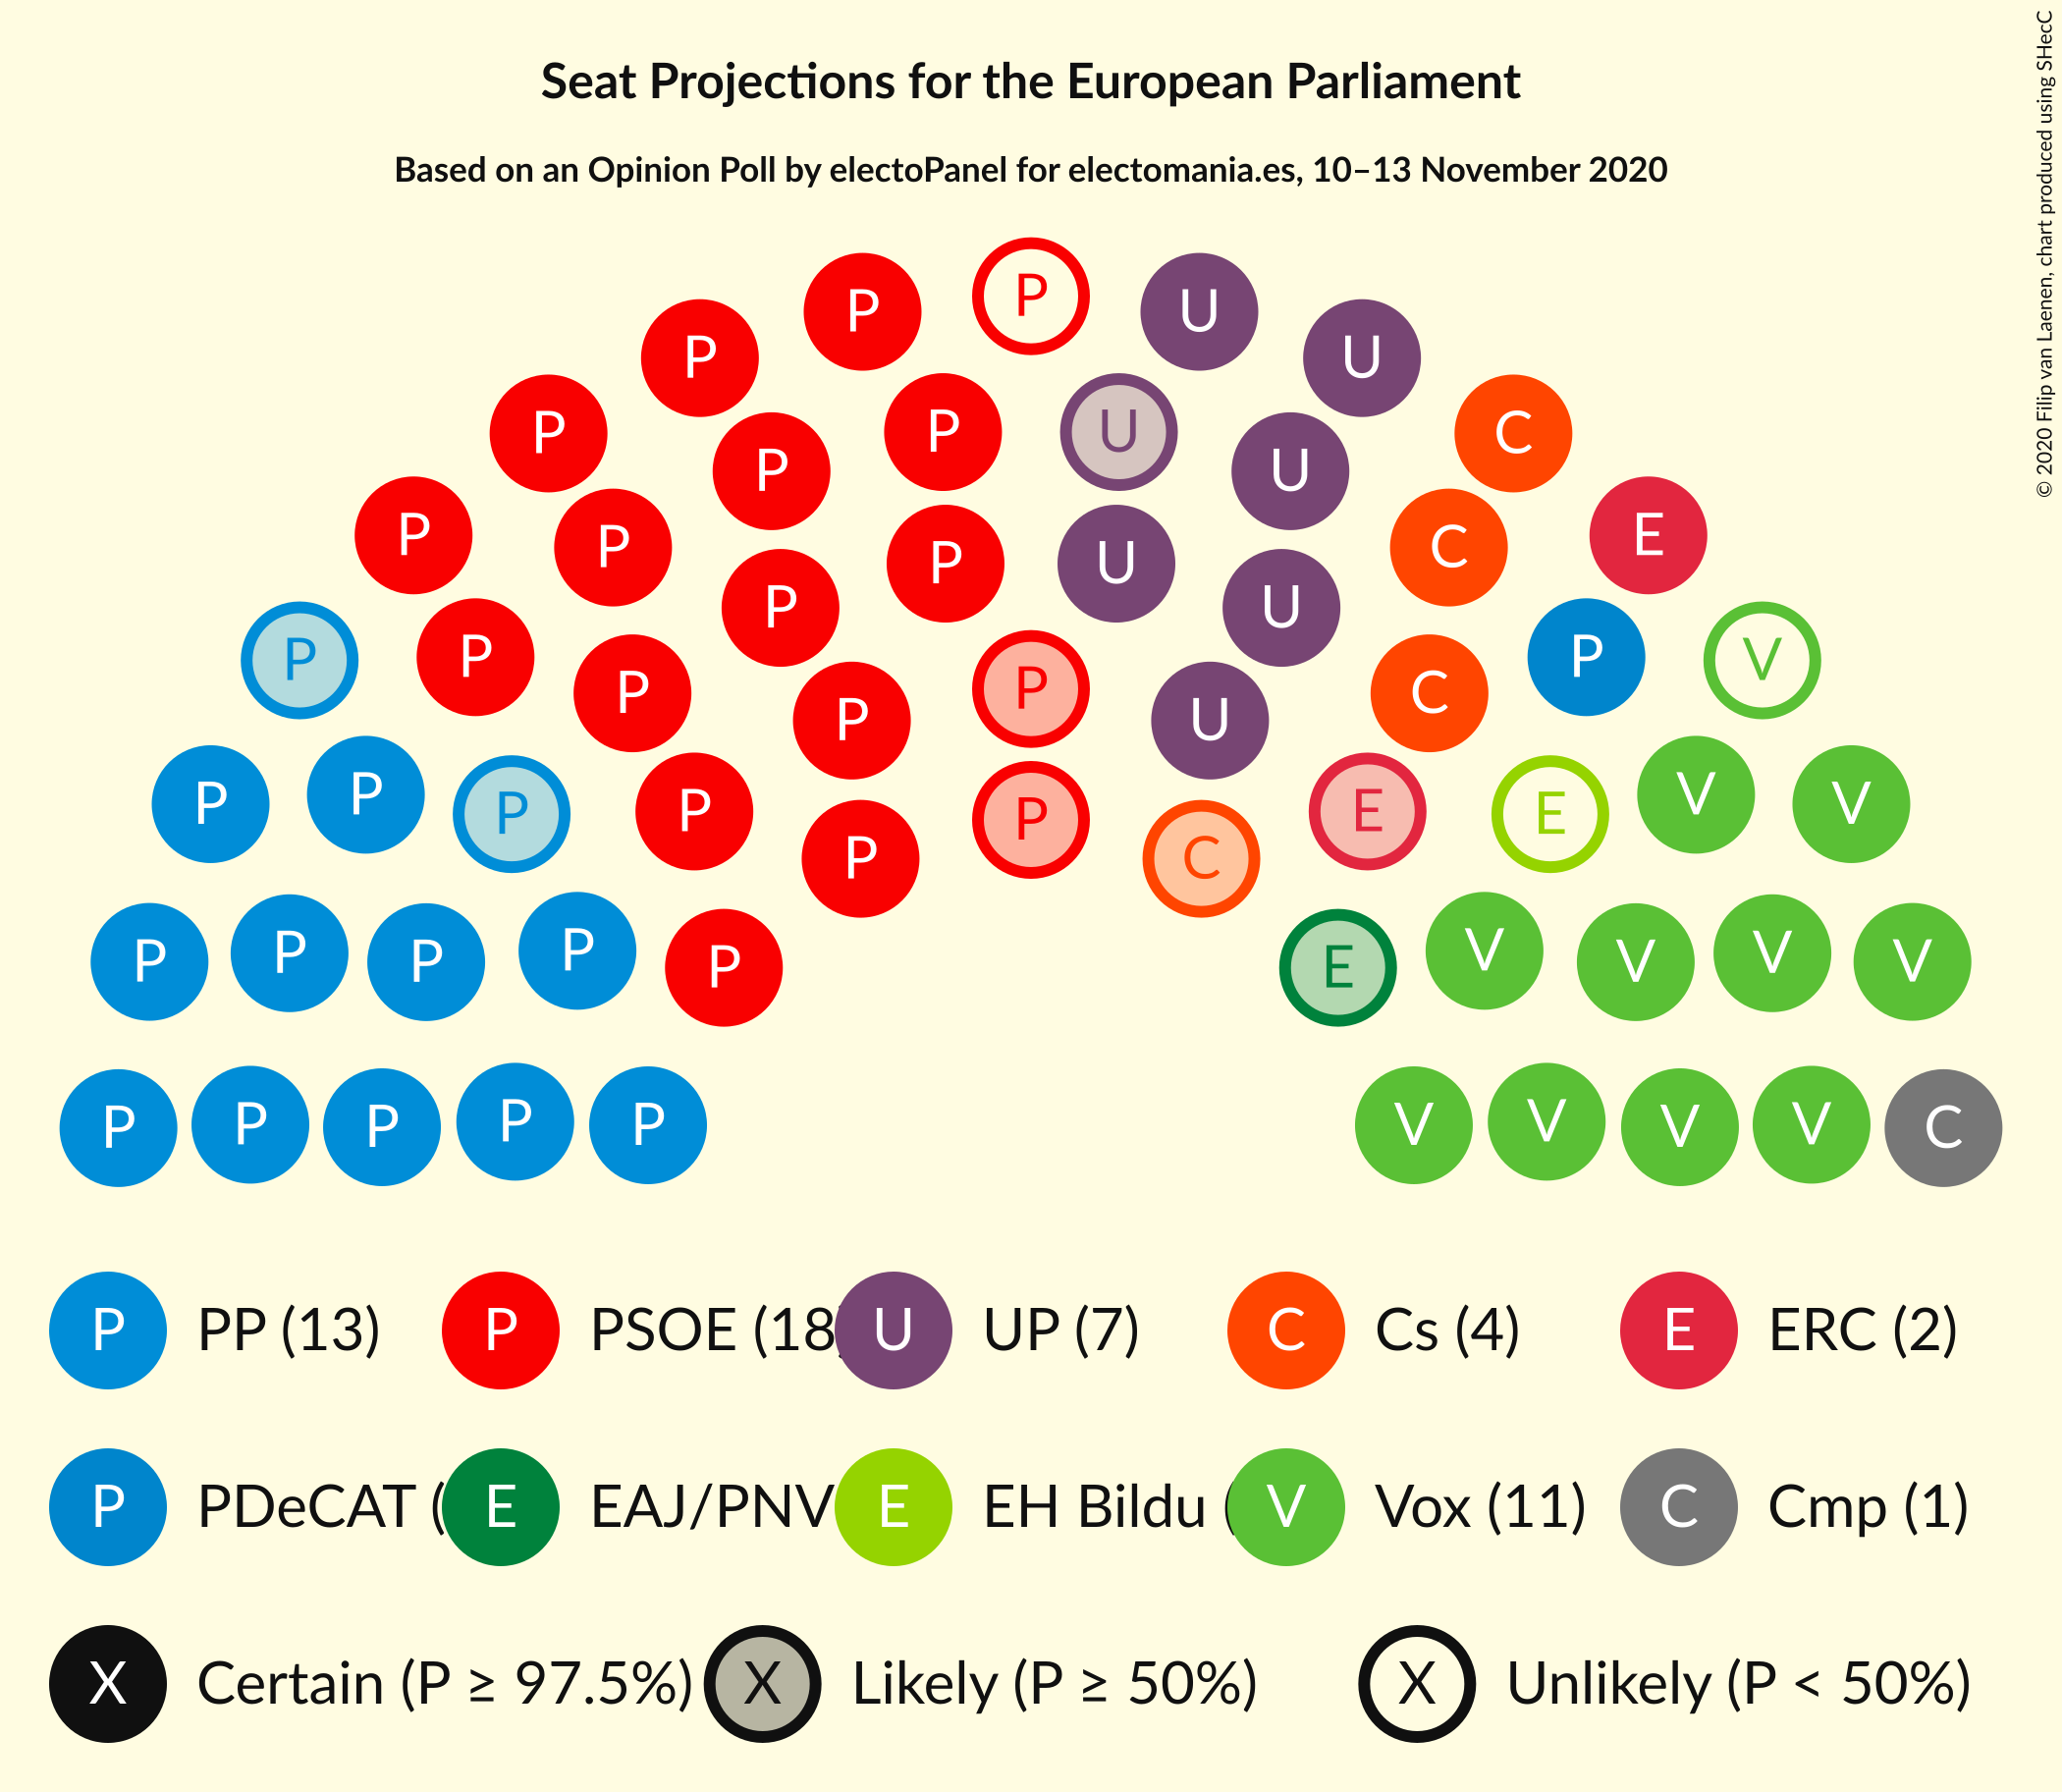 Seat Projections for the European Parliament
Based on an Opinion Poll by electoPanel for electomania.es, 10–13 November 2020
© 2020 Filip van Laenen, chart produced using SHecC
P
P P U
P U
P P U U C
P P U C
P P U E
P P U
P P P V
P P P C
P U
P P P E E V V
P C
P P P P P E V V V V
P P P P P V V V V C
P PP (13) P PSOE (18 U UP (7) C Cs (4) E ERC (2)
P PDeCAT ( E EAJ/PNV E EH Bildu ( V Vox (11) C Cmp (1)
X Certain (P ≥ 97.5%) X Likely (P ≥ 50%) X Unlikely (P < 50%)